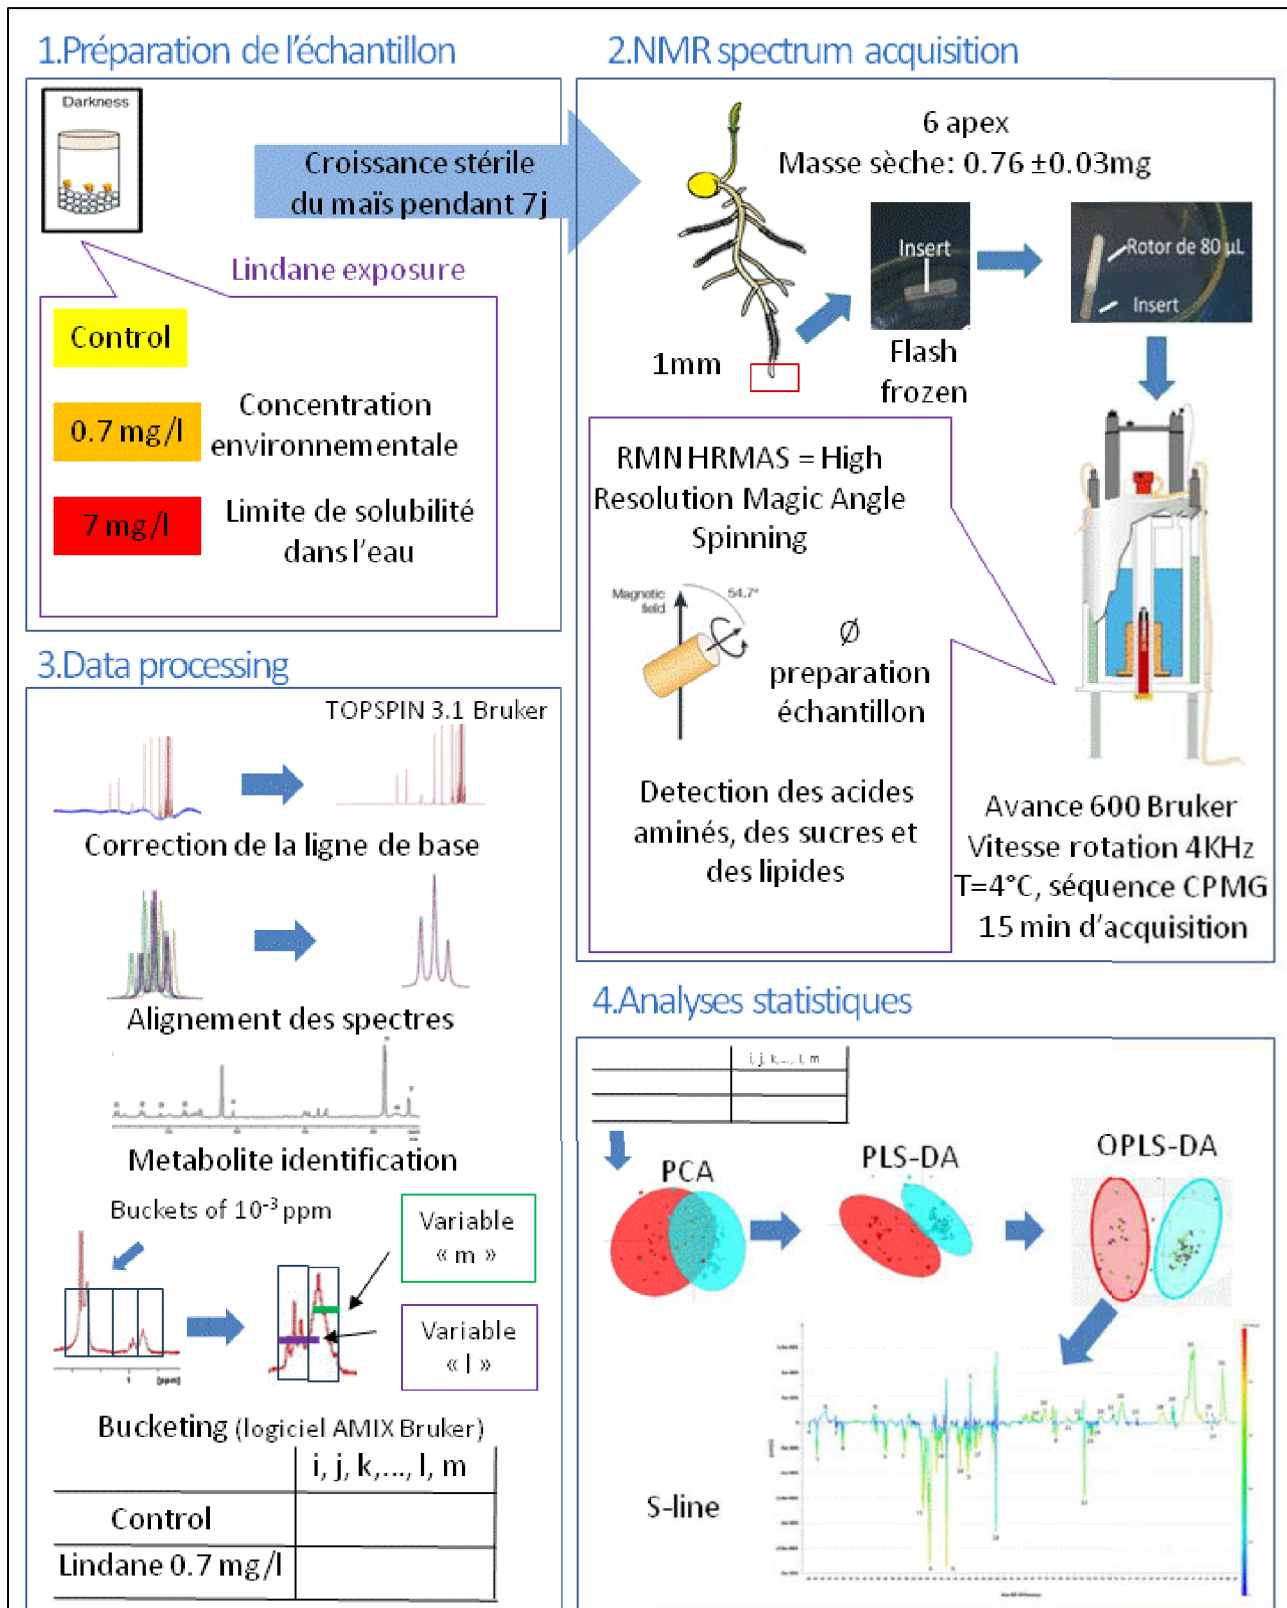 1.Préparation de l'échantillon
Darkness
Croissance stérile
du maïs pendant 7j
Lindane exposure
Control
0.7 mg/l
Concentration
environnementale
7 mg/l
Limite de solubilité
dans l'eau
2.NMR spectrum acquisition
6 apex
Masse sèche: 0.76 ±0.03mg
Insert
Rotor de 80 µL
Insert
1mm
Flash
frozen
RMN HRMAS = High
Resolution Magic Angle
Spinning
Magnetic
field
54.7°
Ø
preparation
échantillon
Detection des acides
aminés, des sucres et
des lipides
Avance 600 Bruker
Vitesse rotation 4KHz
T=4°C, séquence CPMG
15 min d'acquisition
3.Data processing
TOPSPIN 3.1 Bruker
Correction de la ligne de base
Alignement des spectres
Metabolite identification
Buckets of 10⁻³ ppm
Variable
« m »
Variable
« l »
1 [ppm]
Bucketing (logiciel AMIX Bruker)
i, j, k,..., l, m
Control
Lindane 0.7 mg/l
4.Analyses statistiques
i, j, k,..., l, m
PCA
PLS-DA
OPLS-DA
S-line